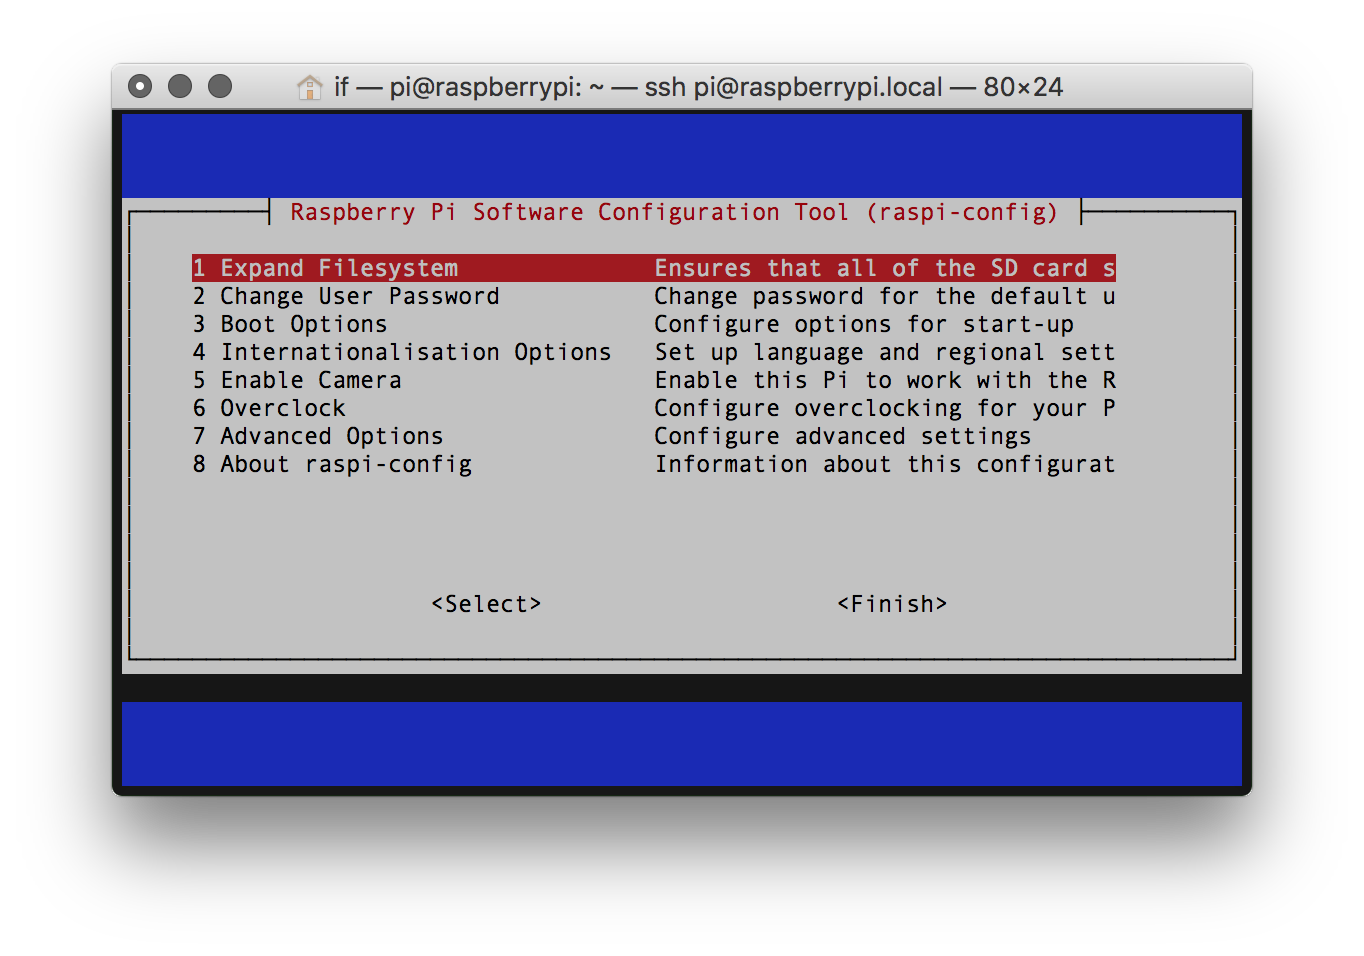 if — pi@raspberrypi: ~ — ssh pi@raspberrypi.local — 80×24
Raspberry Pi Software Configuration Tool (raspi-config)
1 Expand Filesystem Ensures that all of the SD card s
2 Change User Password Change password for the default u
3 Boot Options Configure options for start-up
4 Internationalisation Options Set up language and regional sett
5 Enable Camera Enable this Pi to work with the R
6 Overclock Configure overclocking for your P
7 Advanced Options Configure advanced settings
8 About raspi-config Information about this configurat
<Select> <Finish>